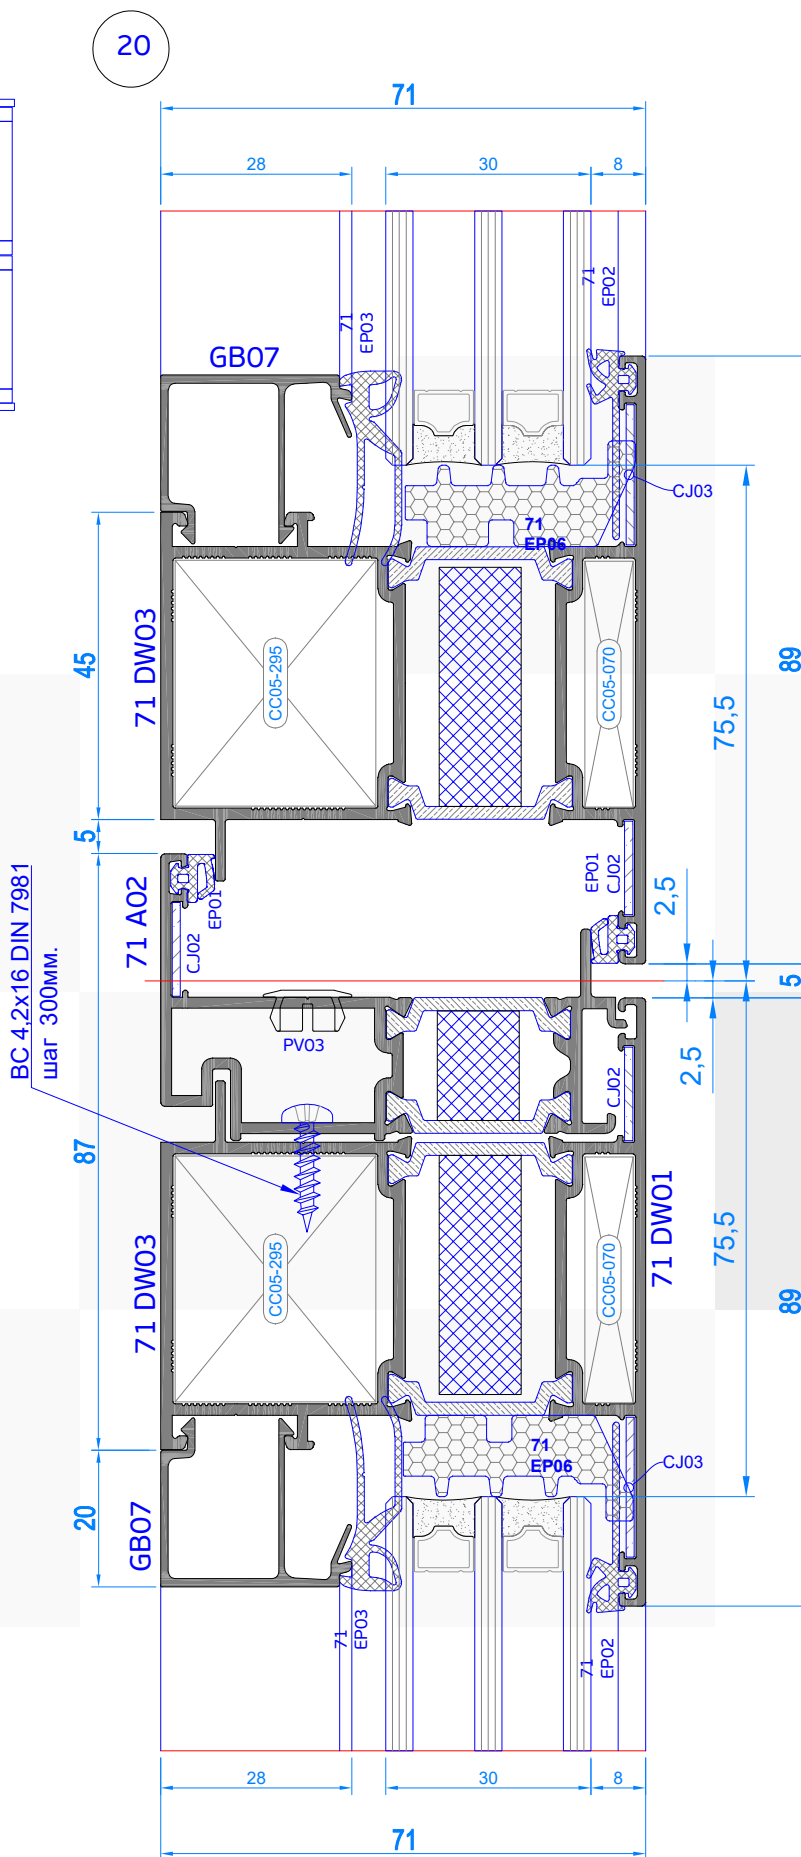 20
71
28
30
8
71
EP03
71
EP02
GB07
CJ03
71
EP06
71 DW03
CC05-295
CC05-070
45
89
75,5
5
71 A02
EP01
CJ02
EP01
CJ02
2,5
5
2,5
ВС 4,2х16 DIN 7981
шаг 300мм.
PV03
CJ02
87
71 DW03
CC05-295
CC05-070
71 DW01
75,5
89
71
EP06
CJ03
20
GB07
71
EP03
71
EP02
28
30
8
71